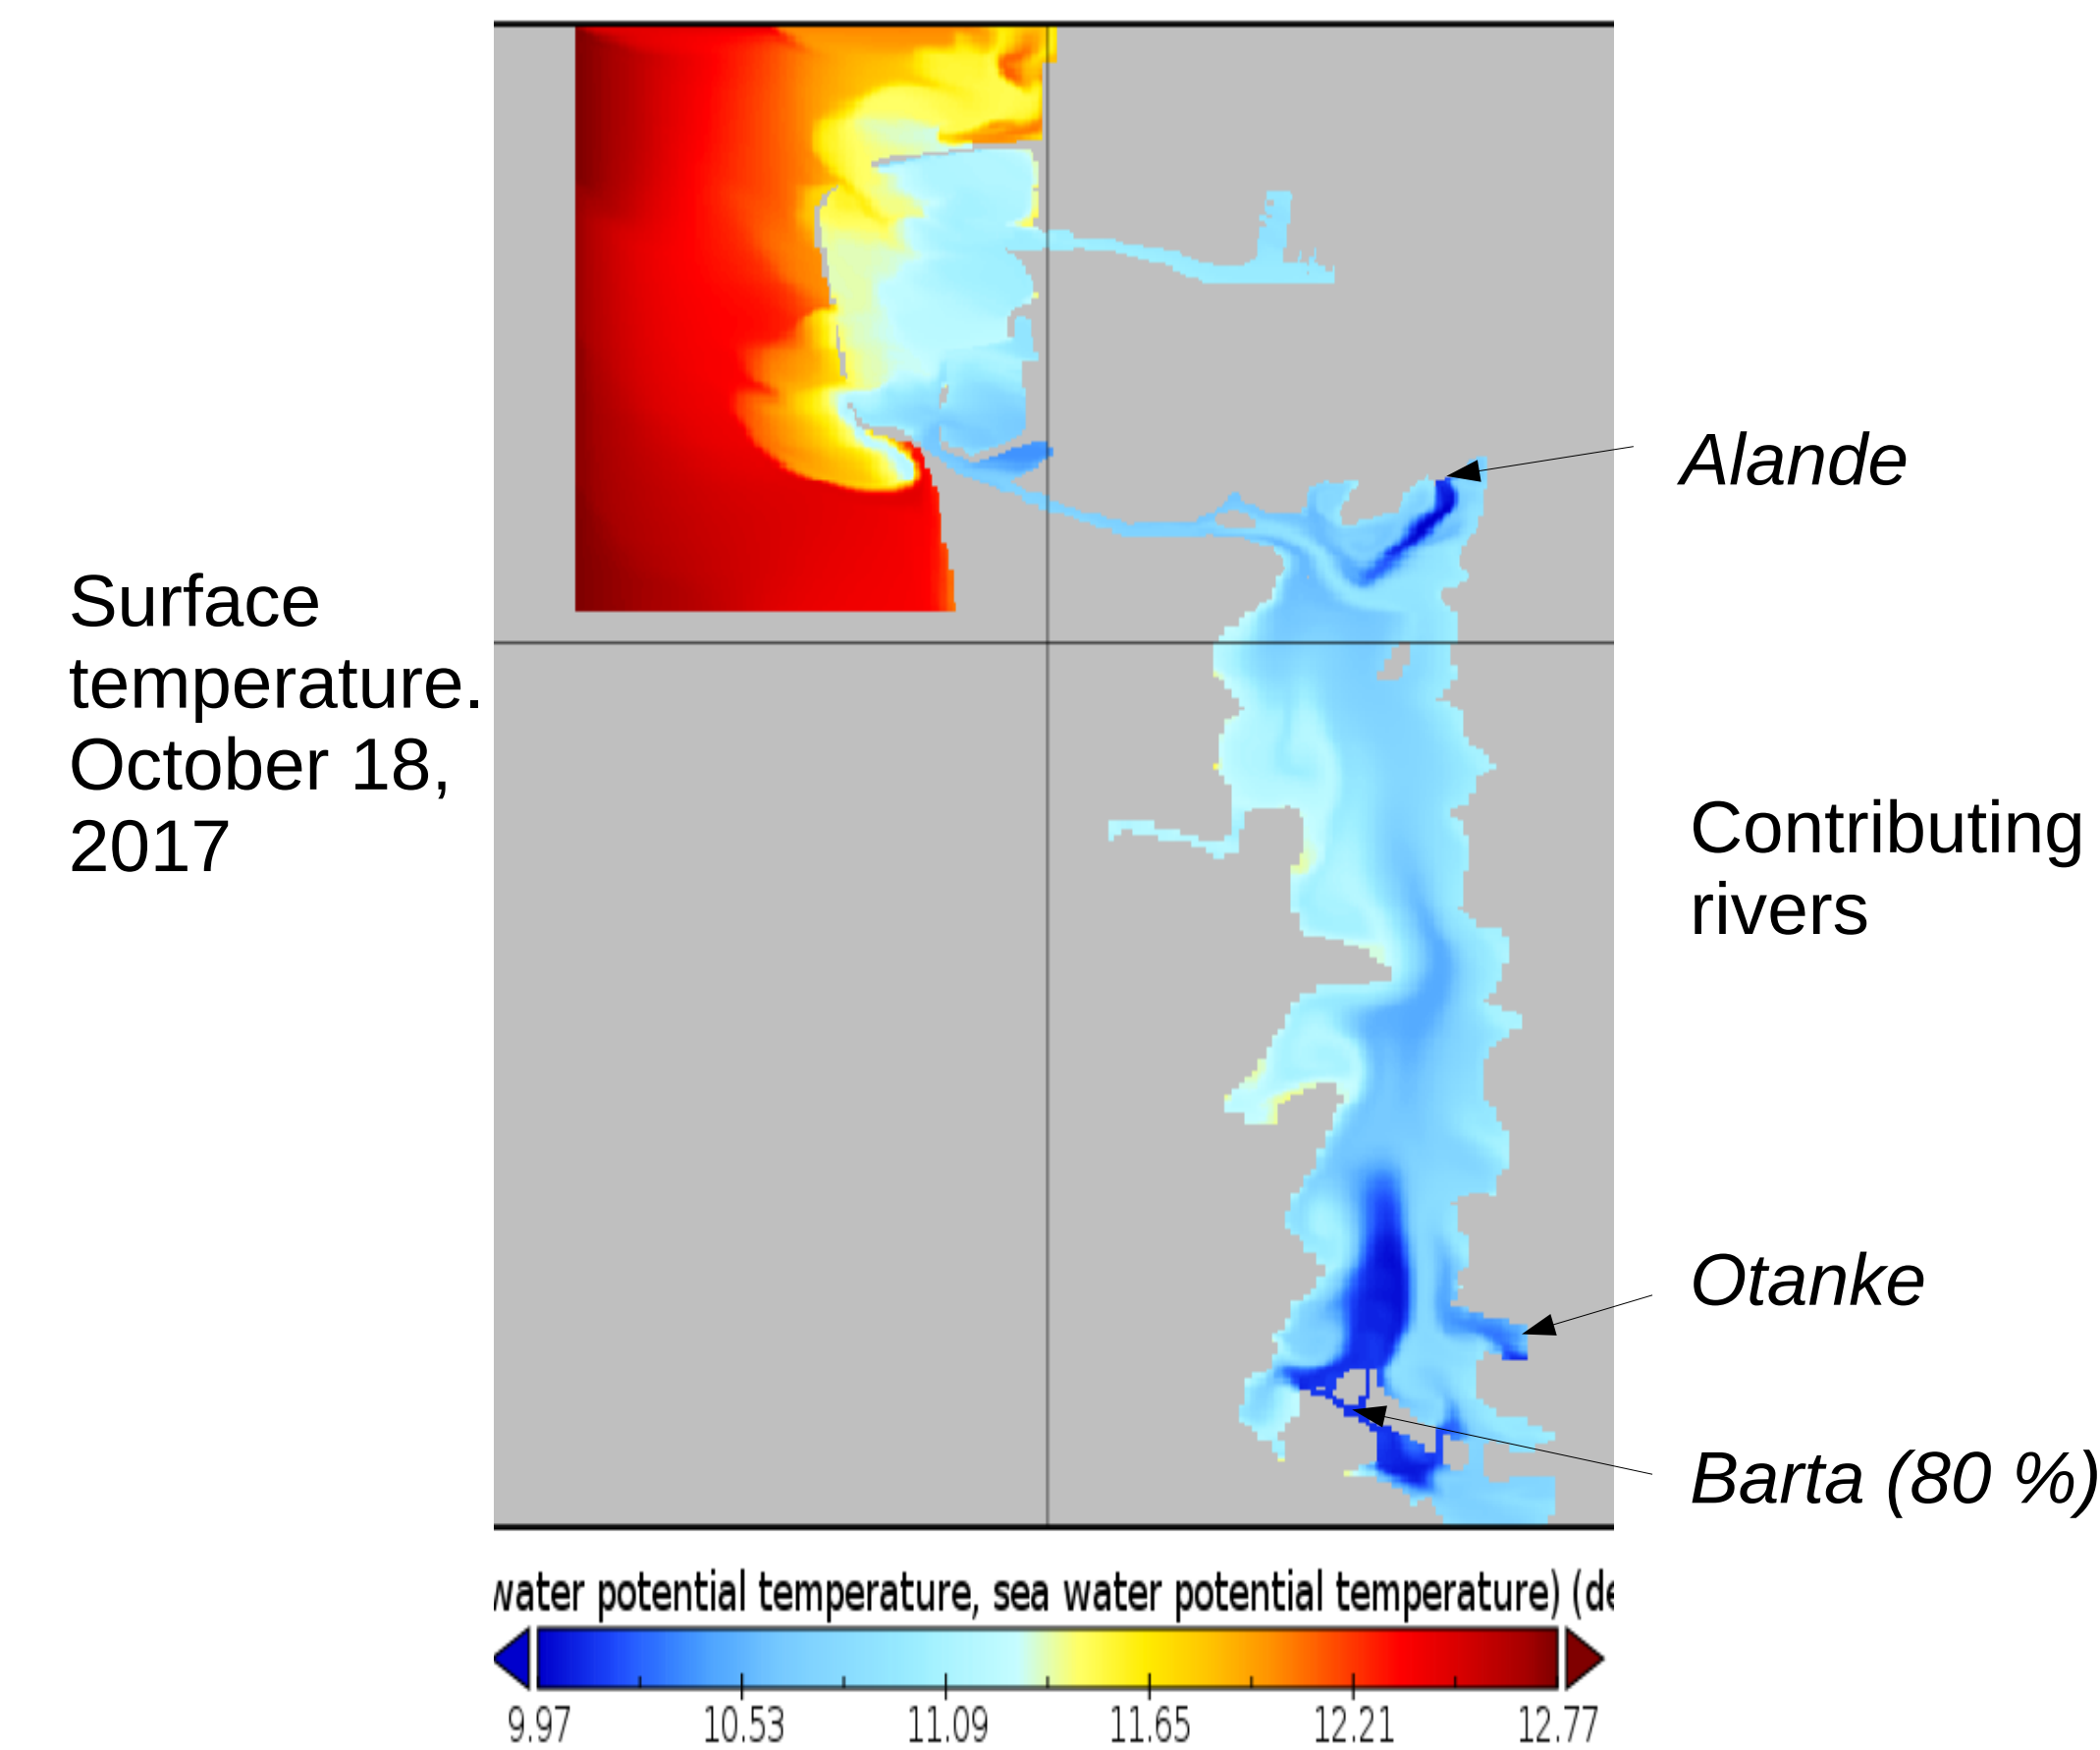 Surface
temperature.
October 18,
2017
Alande
Contributing
rivers
Otanke
Barta (80 %)
water potential temperature, sea water potential temperature) (de
9.97 10.53 11.09 11.65 12.21 12.77